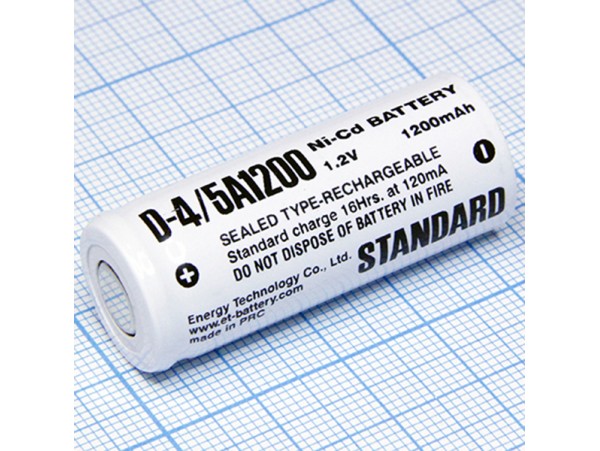 D-4/5A1200 Ni-Cd BATTERY
1.2V 1200mAh
SEALED TYPE-RECHARGEABLE
Standard charge 16Hrs. at 120mA
DO NOT DISPOSE OF BATTERY IN FIRE
Energy Technology Co., Ltd.
www.et-battery.com
made in PRC
STANDARD
+
-